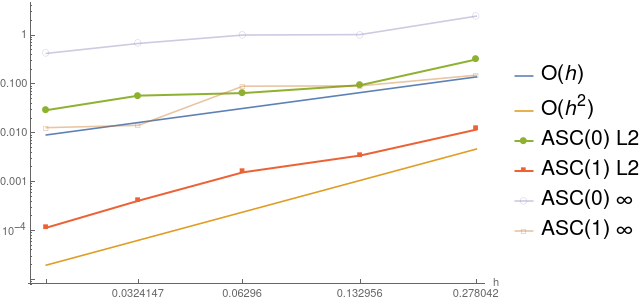 1
0.100
0.010
0.001
10⁻⁴
0.0324147
0.06296
0.132956
0.278042
h
O(h)
O(h²)
ASC(0) L2
ASC(1) L2
ASC(0) ∞
ASC(1) ∞